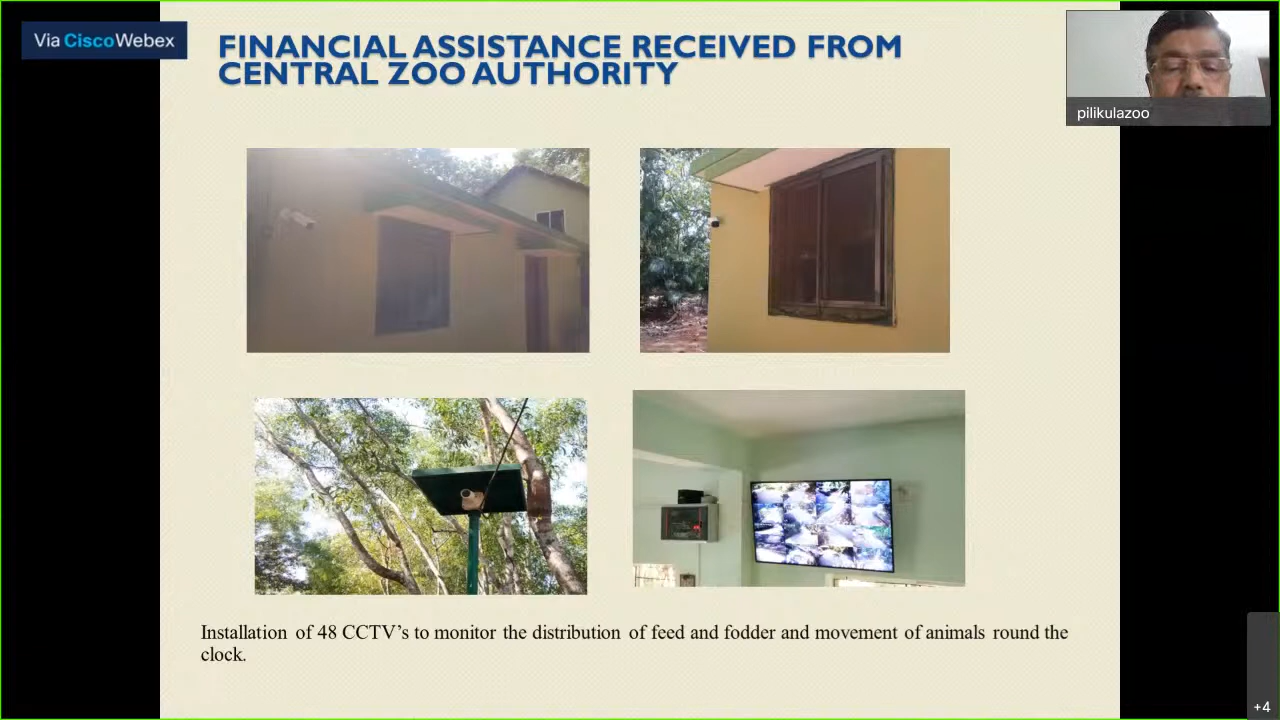 Via CiscoWebex
FINANCIAL ASSISTANCE RECEIVED FROM
CENTRAL ZOO AUTHORITY
pilikulazoo
Installation of 48 CCTV’s to monitor the distribution of feed and fodder and movement of animals round the
clock.
+4